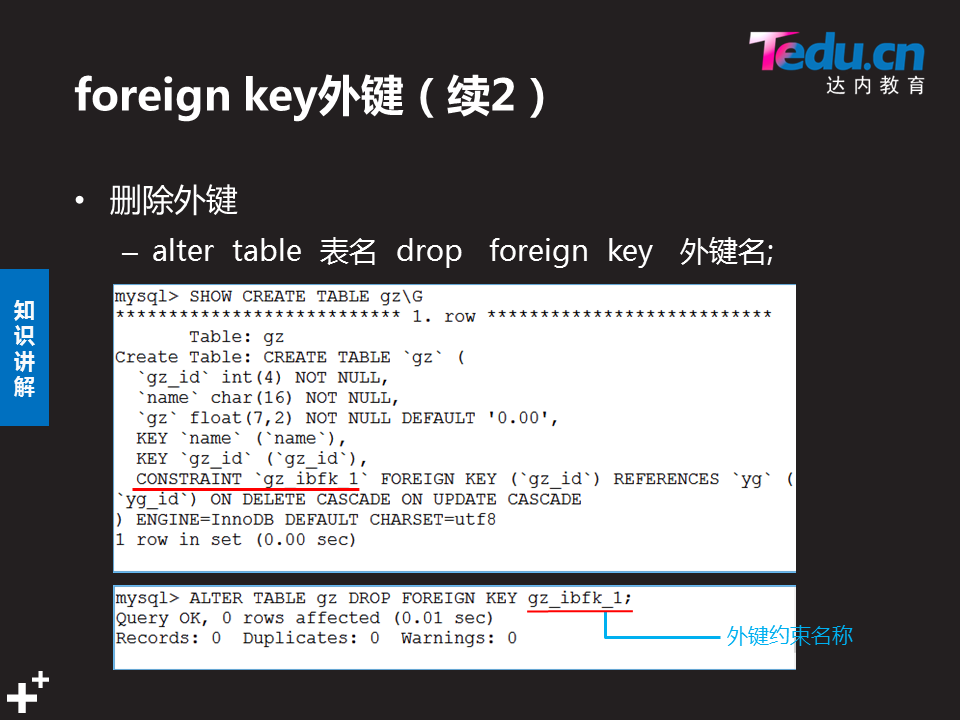 Tedu.cn
达内教育
foreign key外键（续2）
• 删除外键
– alter table 表名 drop foreign key 外键名;
知识讲解
mysql> SHOW CREATE TABLE gz\G
*************************** 1. row ***************************
Table: gz
Create Table: CREATE TABLE `gz` (
`gz_id` int(4) NOT NULL,
`name` char(16) NOT NULL,
`gz` float(7,2) NOT NULL DEFAULT '0.00',
KEY `name` (`name`),
KEY `gz_id` (`gz_id`),
CONSTRAINT `gz_ibfk_1` FOREIGN KEY (`gz_id`) REFERENCES `yg` (
`yg_id`) ON DELETE CASCADE ON UPDATE CASCADE
) ENGINE=InnoDB DEFAULT CHARSET=utf8
1 row in set (0.00 sec)
mysql> ALTER TABLE gz DROP FOREIGN KEY gz_ibfk_1;
Query OK, 0 rows affected (0.01 sec)
Records: 0 Duplicates: 0 Warnings: 0
外键约束名称